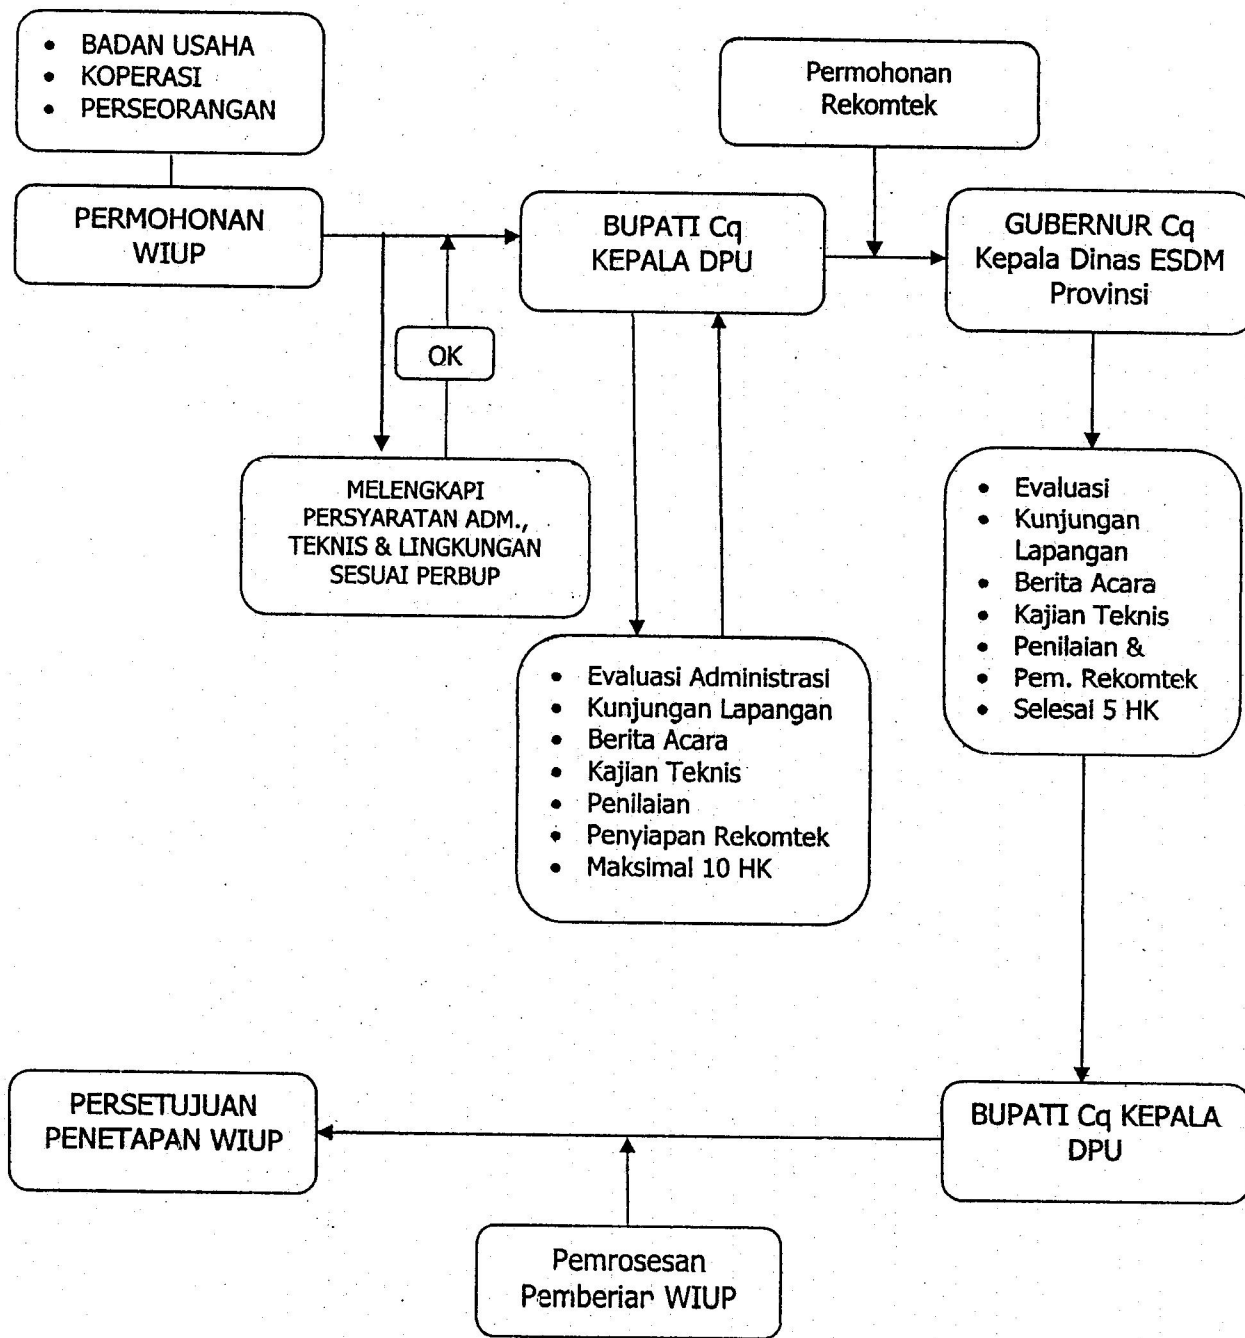 • BADAN USAHA
• KOPERASI
• PERSEORANGAN
Permohonan
Rekomtek
PERMOHONAN
WIUP
BUPATI Cq
KEPALA DPU
GUBERNUR Cq
Kepala Dinas ESDM
Provinsi
OK
MELENGKAPI
PERSYARATAN ADM.,
TEKNIS & LINGKUNGAN
SESUAI PERBUP
• Evaluasi
• Kunjungan
Lapangan
• Berita Acara
• Kajian Teknis
• Penilaian &
• Pem. Rekomtek
• Selesai 5 HK
• Evaluasi Administrasi
• Kunjungan Lapangan
• Berita Acara
• Kajian Teknis
• Penilaian
• Penyiapan Rekomtek
• Maksimal 10 HK
PERSETUJUAN
PENETAPAN WIUP
BUPATI Cq KEPALA
DPU
Pemrosesan
Pemberian WIUP